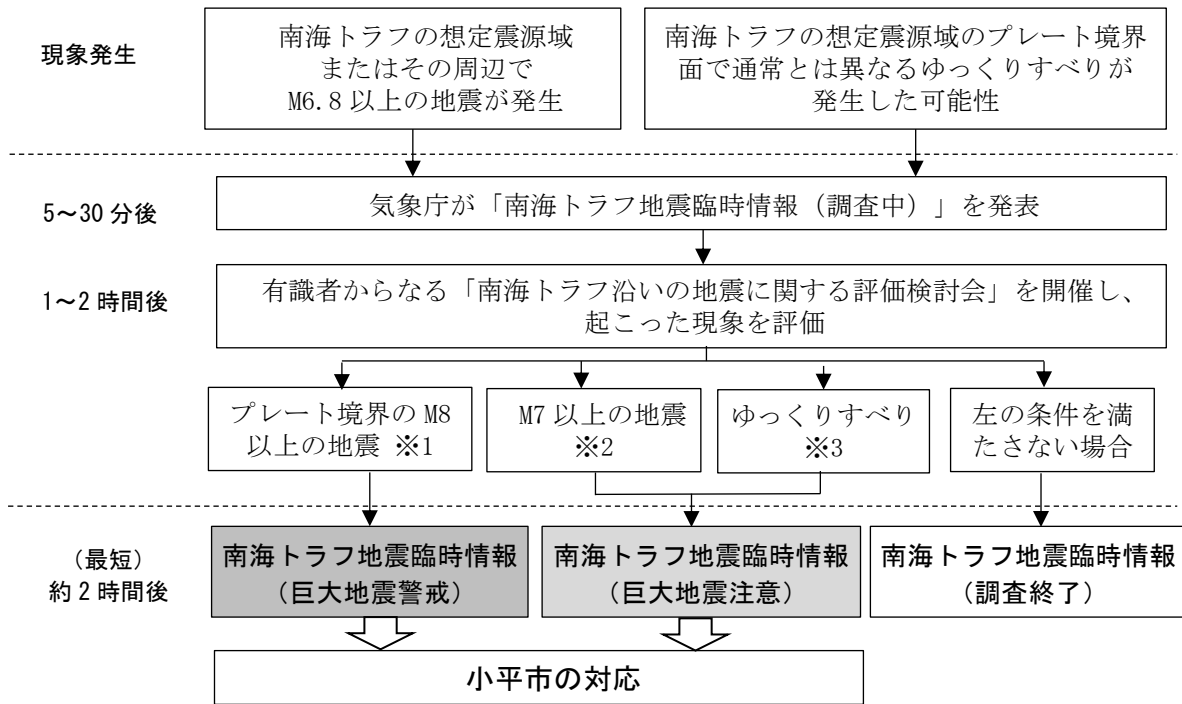 現象発生
南海トラフの想定震源域
またはその周辺で
M6.8 以上の地震が発生
南海トラフの想定震源域のプレート境界
面で通常とは異なるゆっくりすべりが
発生した可能性
5～30 分後
気象庁が「南海トラフ地震臨時情報（調査中）」を発表
1～2 時間後
有識者からなる「南海トラフ沿いの地震に関する評価検討会」を開催し、
起こった現象を評価
プレート境界の M8
以上の地震 ※1
M7 以上の地震
※2
ゆっくりすべり
※3
左の条件を満
たさない場合
（最短）
約 2 時間後
南海トラフ地震臨時情報
（巨大地震警戒）
南海トラフ地震臨時情報
（巨大地震注意）
南海トラフ地震臨時情報
（調査終了）
小平市の対応